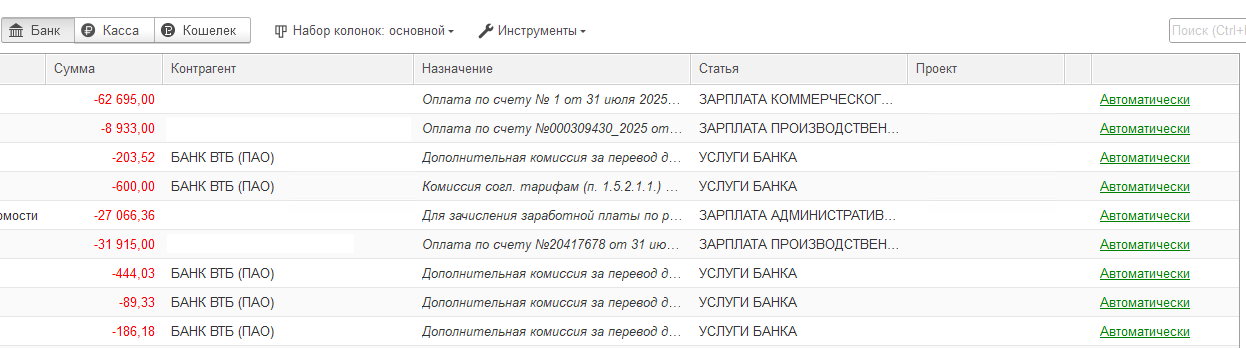 Банк Касса Кошелек Набор колонок: основной Инструменты Поиск (Ctrl+
Сумма Контрагент Назначение Статья Проект
-62 695,00 Оплата по счету № 1 от 31 июля 2025... ЗАРПЛАТА КОММЕРЧЕСКОГ... Автоматически
-8 933,00 Оплата по счету №000309430_2025 от... ЗАРПЛАТА ПРОИЗВОДСТВЕН... Автоматически
-203,52 БАНК ВТБ (ПАО) Дополнительная комиссия за перевод д... УСЛУГИ БАНКА Автоматически
-600,00 БАНК ВТБ (ПАО) Комиссия согл. тарифам (п. 1.5.2.1.1.) ... УСЛУГИ БАНКА Автоматически
омости -27 066,36 Для зачисления заработной платы по р... ЗАРПЛАТА АДМИНИСТРАТИВ... Автоматически
-31 915,00 Оплата по счету №20417678 от 31 ию... ЗАРПЛАТА ПРОИЗВОДСТВЕН... Автоматически
-444,03 БАНК ВТБ (ПАО) Дополнительная комиссия за перевод д... УСЛУГИ БАНКА Автоматически
-89,33 БАНК ВТБ (ПАО) Дополнительная комиссия за перевод д... УСЛУГИ БАНКА Автоматически
-186,18 БАНК ВТБ (ПАО) Дополнительная комиссия за перевод д... УСЛУГИ БАНКА Автоматически